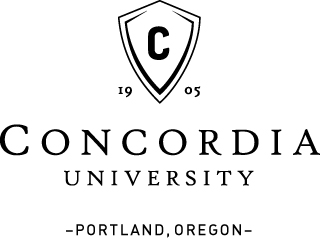 C
19 05
CONCORDIA
UNIVERSITY
–PORTLAND, OREGON–